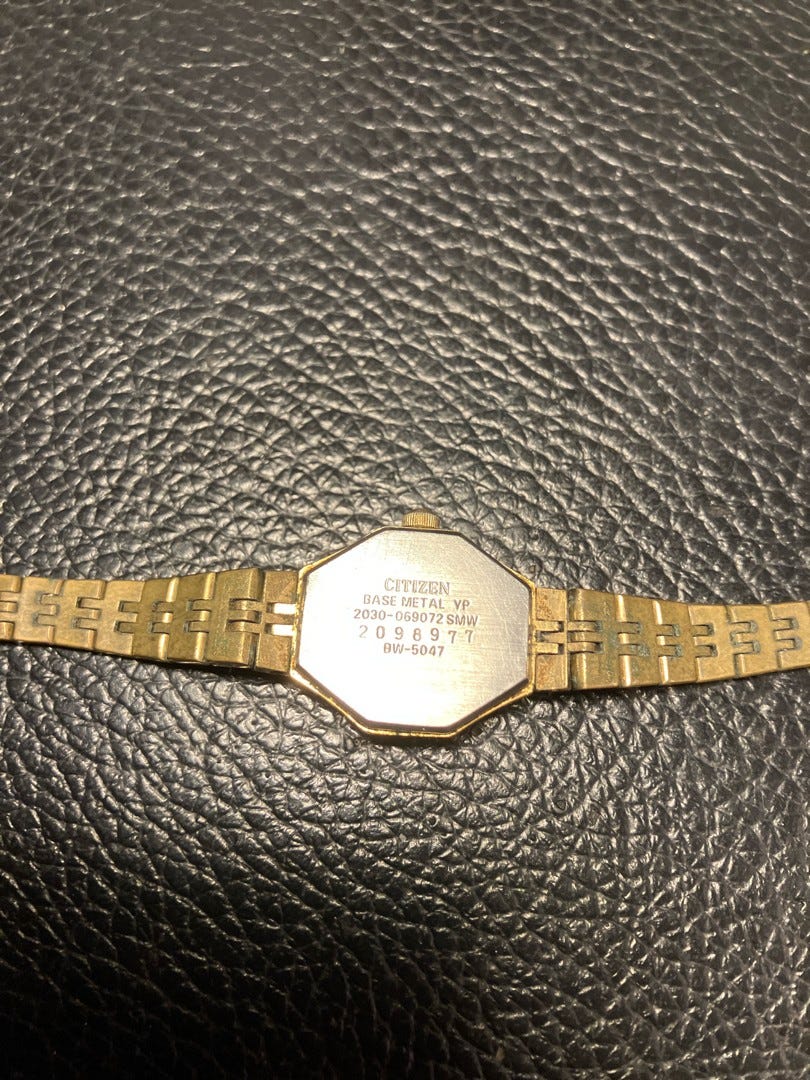 CITIZEN
BASE METAL YP
2030-069072 SMW
2098977
BW-5047